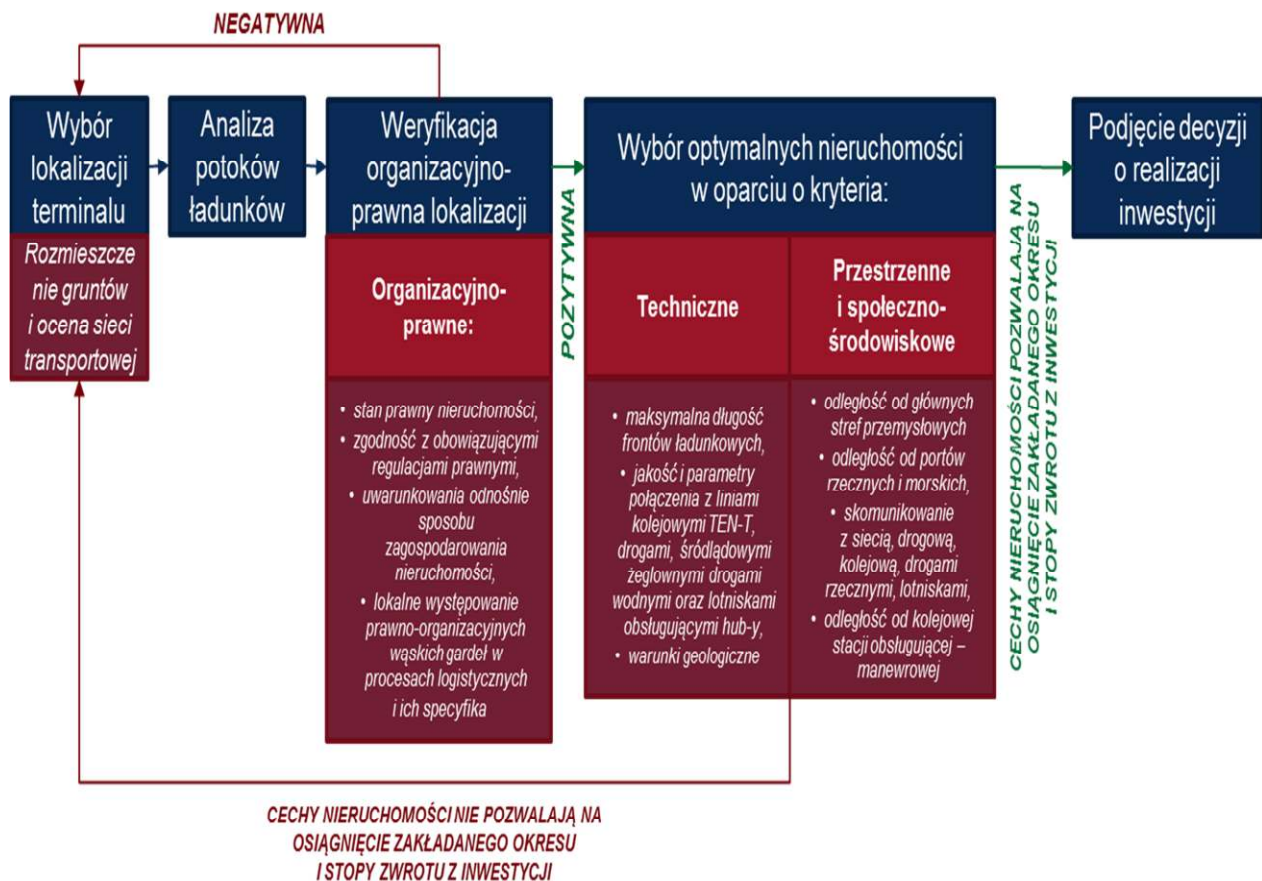 NEGATYWNA
Wybór
lokalizacji
terminalu
Rozmieszcze
nie gruntów
i ocena sieci
transportowej
Analiza
potoków
ładunków
Weryfikacja
organizacyjno-
prawna lokalizacji
Organizacyjno-
prawne:
• stan prawny nieruchomości,
• zgodność z obowiązującymi
regulacjami prawnymi,
• uwarunkowania odnośnie
sposobu
zagospodarowania
nieruchomości,
• lokalne występowanie
prawno-organizacyjnych
wąskich gardeł w
procesach logistycznych
i ich specyfika
POZYTYWNA
Wybór optymalnych nieruchomości
w oparciu o kryteria:
Techniczne
• maksymalna długość
frontów ładunkowych,
• jakość i parametry
połączenia z liniami
kolejowymi TEN-T,
drogami, śródlądowymi
żeglownymi drogami
wodnymi oraz lotniskami
obsługującymi hub-y,
• warunki geologiczne
Przestrzenne
i społeczno-
środowiskowe
• odległość od głównych
stref przemysłowych
• odległość od portów
rzecznych i morskich,
• skomunikowanie
z siecią, drogową,
kolejową, drogami
rzecznymi, lotniskami,
• odległość od kolejowej
stacji obsługującej –
manewrowej
CECHY NIERUCHOMOŚCI POZWALAJĄ NA
OSIĄGNIĘCIE ZAKŁADANEGO OKRESU
I STOPY ZWROTU Z INWESTYCJI
Podjęcie decyzji
o realizacji
inwestycji
CECHY NIERUCHOMOŚCI NIE POZWALAJĄ NA
OSIĄGNIĘCIE ZAKŁADANEGO OKRESU
I STOPY ZWROTU Z INWESTYCJI